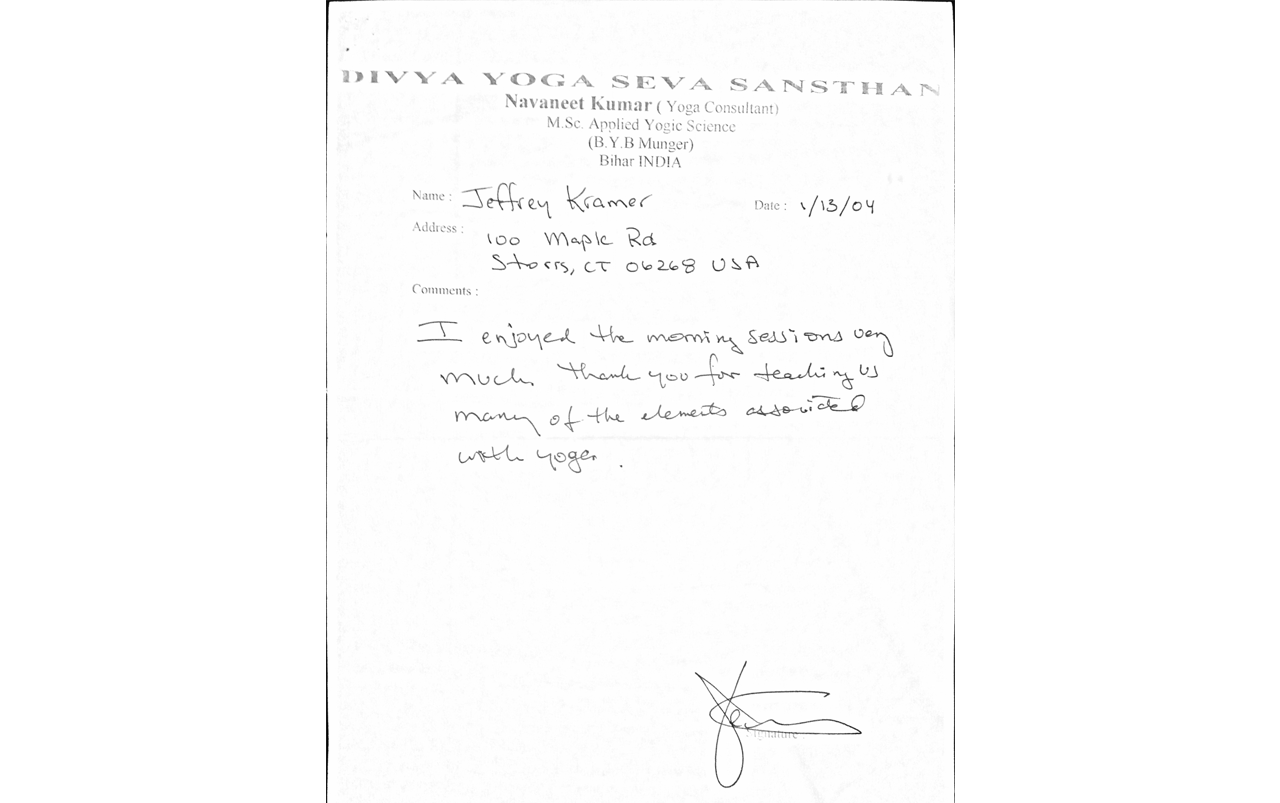 DIVYA YOGA SEVA SANSTHAN
Navaneet Kumar ( Yoga Consultant)
M.Sc. Applied Yogic Science
(B.Y.B Munger)
Bihar INDIA
Name : Jeffrey Kramer Date : 1/13/04
Address : 100 Maple Rd
Storrs, CT 06268 USA
Comments :
I enjoyed the morning sessions very
much. Thank you for teaching us
many of the elements associated
with yoga.
Signature